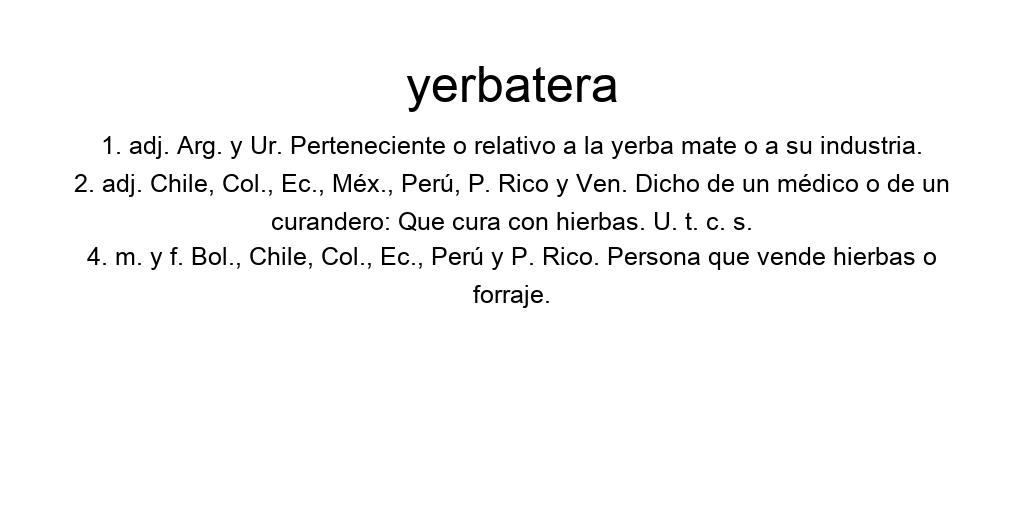 yerbatera
1. adj. Arg. y Ur. Perteneciente o relativo a la yerba mate o a su industria.
2. adj. Chile, Col., Ec., Méx., Perú, P. Rico y Ven. Dicho de un médico o de un
curandero: Que cura con hierbas. U. t. c. s.
4. m. y f. Bol., Chile, Col., Ec., Perú y P. Rico. Persona que vende hierbas o
forraje.